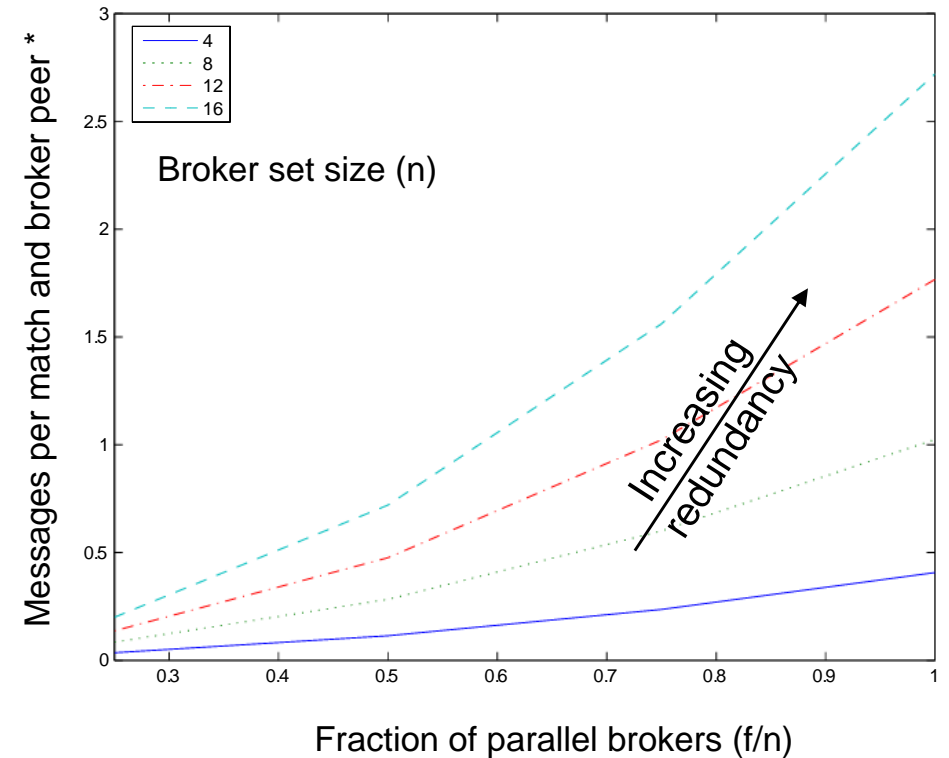 Messages per match and broker peer *
3
2.5
2
1.5
1
0.5
0
4
8
12
16
Broker set size (n)
Increasing
redundancy
0.3 0.4 0.5 0.6 0.7 0.8 0.9 1
Fraction of parallel brokers (f/n)